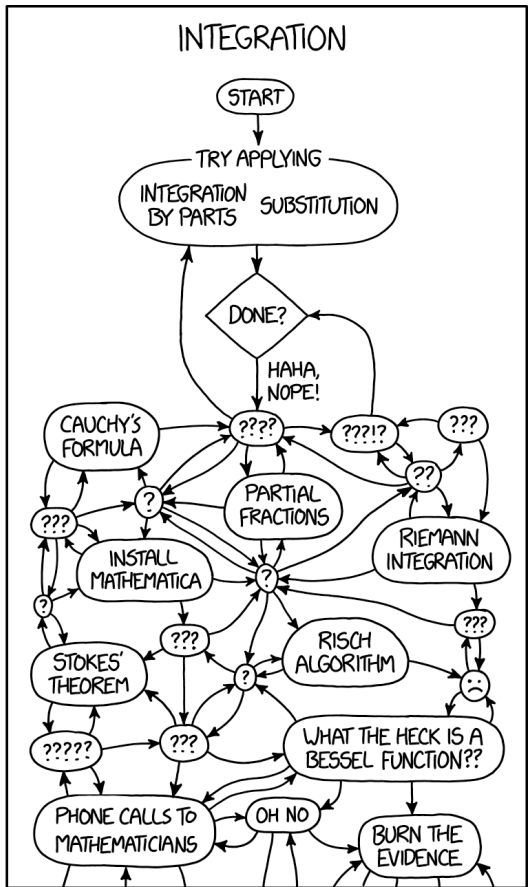 INTEGRATION
START
TRY APPLYING
INTEGRATION
BY PARTS
SUBSTITUTION
DONE?
HAHA,
NOPE!
CAUCHY'S
FORMULA
????
???!?
???
??
?
PARTIAL
FRACTIONS
???
RIEMANN
INTEGRATION
INSTALL
MATHEMATICA
?
?
???
???
RISCH
ALGORITHM
STOKES'
THEOREM
?
?????
???
WHAT THE HECK IS A
BESSEL FUNCTION??
PHONE CALLS TO
MATHEMATICIANS
OH NO
BURN THE
EVIDENCE